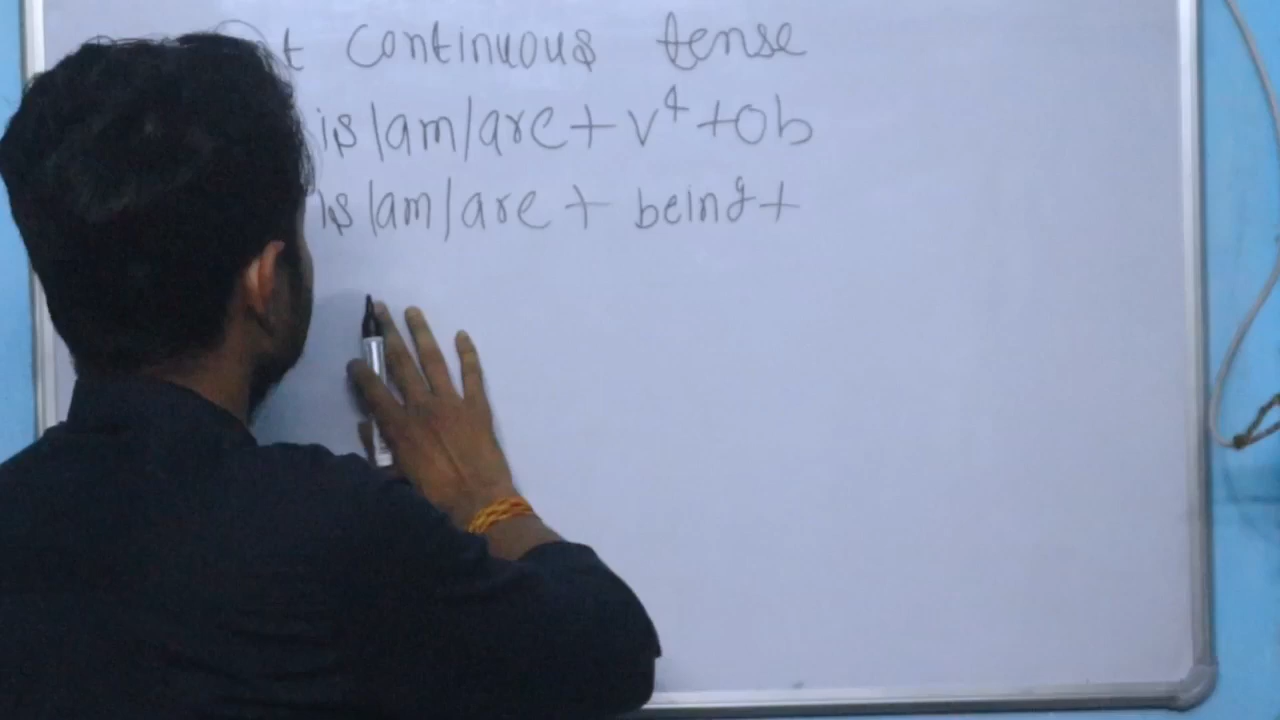 continuous tense
is/am/are + v⁴ + Ob
is/am/are + being +